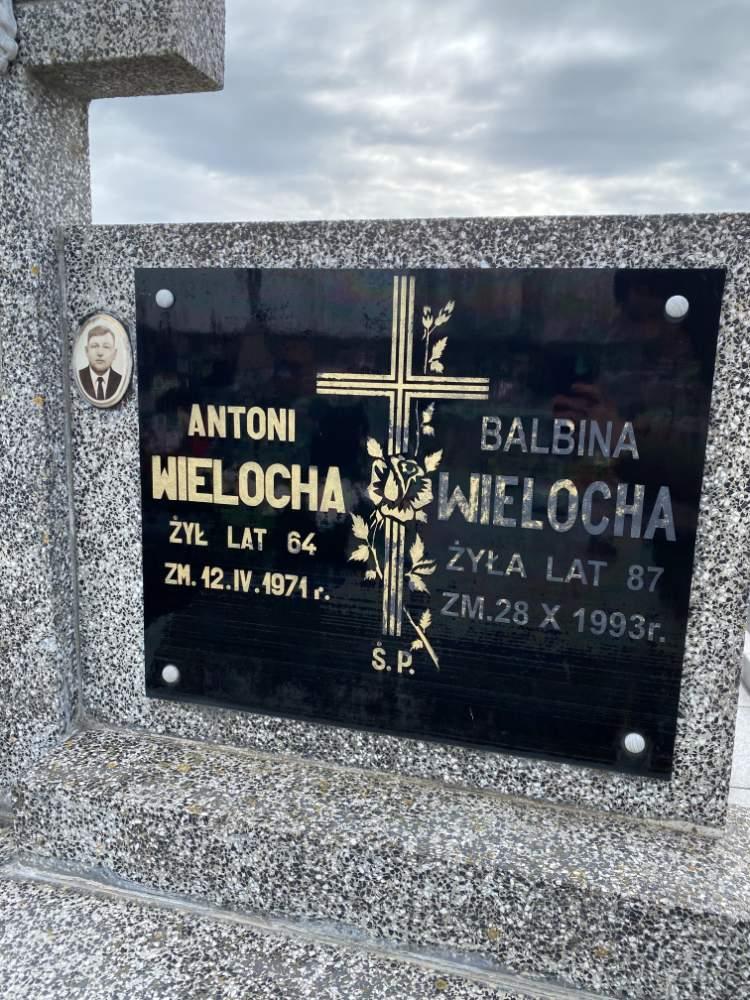 ANTONI
WIELOCHA
ŻYŁ LAT 64
ZM. 12.IV.1971 r.
BALBINA
WIELOCHA
ŻYŁA LAT 87
ZM.28 X 1993r.
Ś.P.